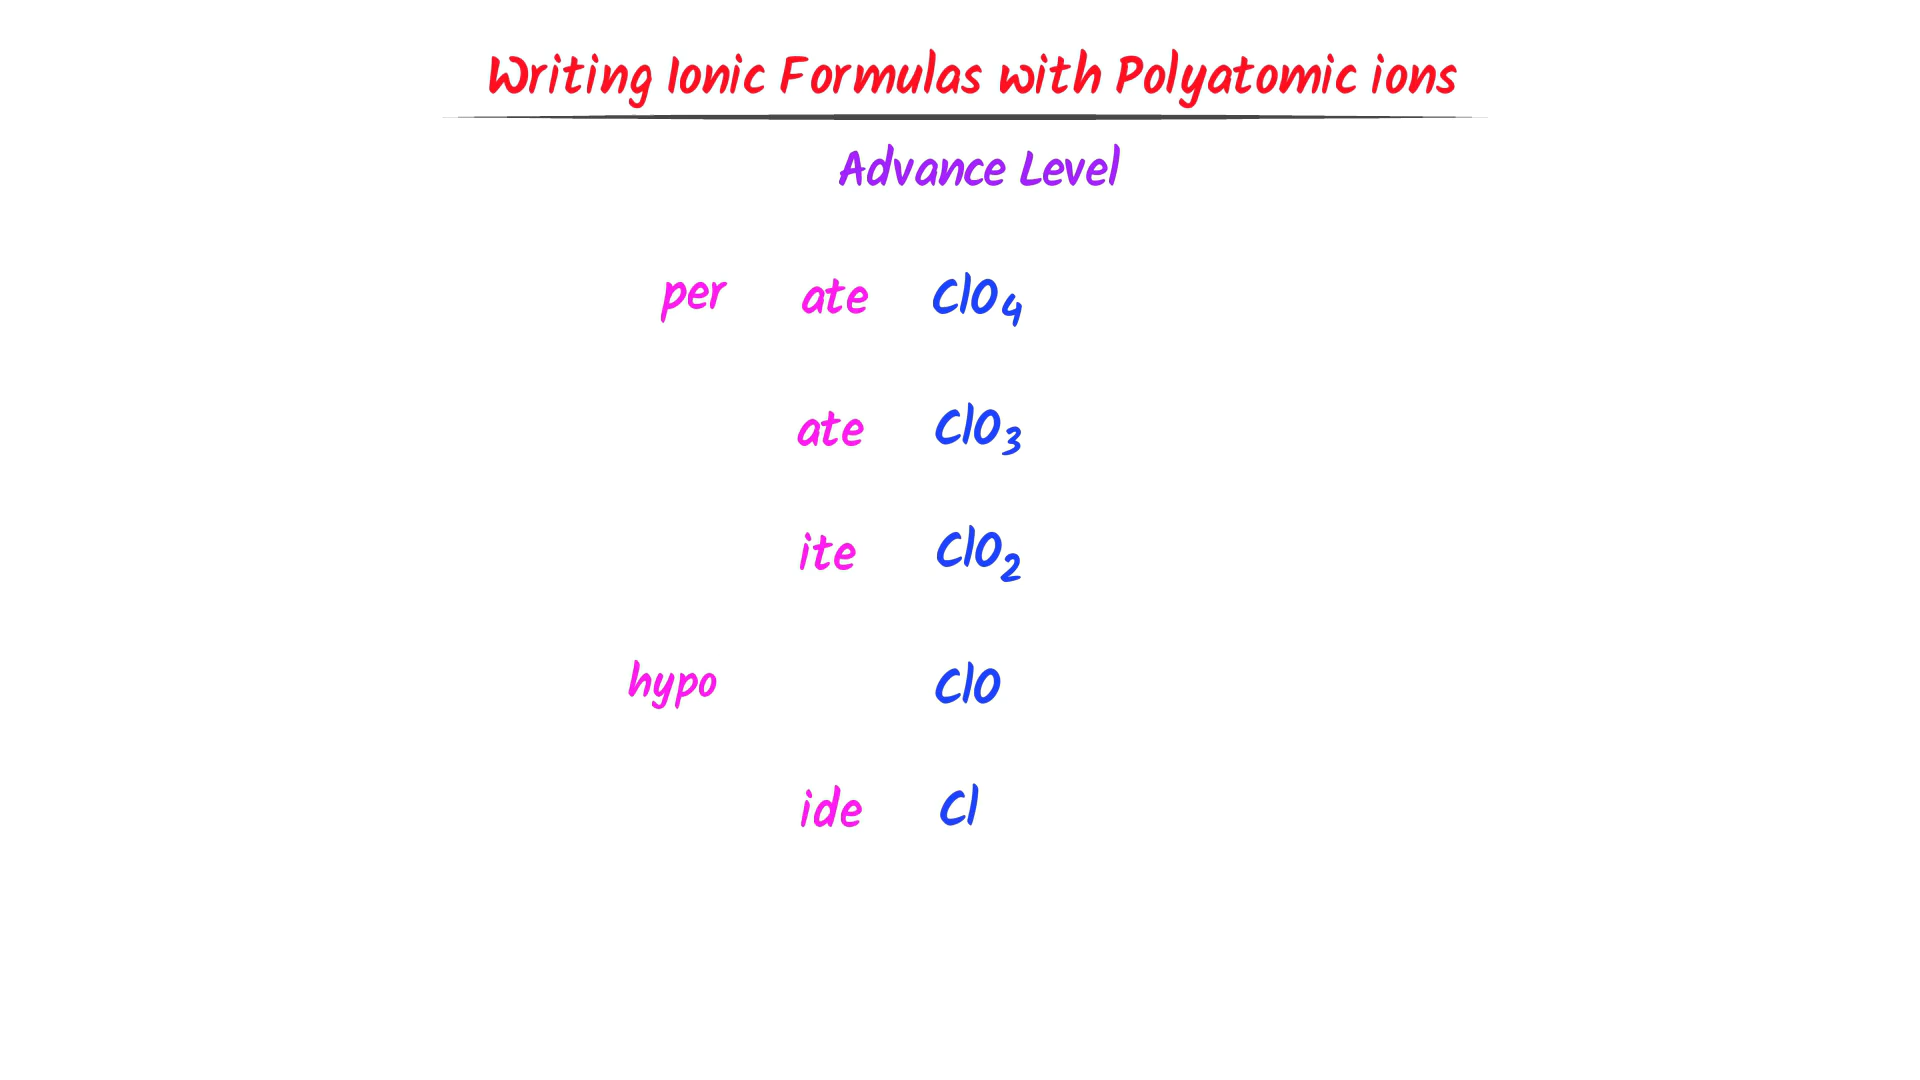 Writing Ionic Formulas with Polyatomic ions
Advance Level
per ate ClO₄
ate ClO₃
ite ClO₂
hypo ClO
ide Cl